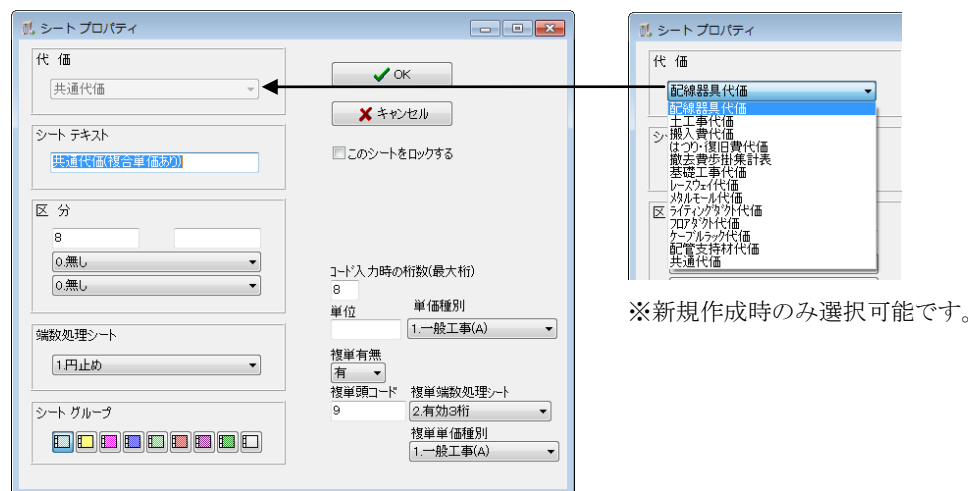 シート プロパティ
代 価
共通代価
シート テキスト
共通代価(複合単価あり)
区 分
8
0.無し
0.無し
端数処理シート
1.円止め
シート グループ
OK
キャンセル
このシートをロックする
コード入力時の桁数(最大桁)
8
単位
単価種別
1.一般工事(A)
複単有無
有
複単頭コード 複単端数処理シート
9
2.有効3桁
複単単価種別
1.一般工事(A)
シート プロパティ
代 価
配線器具代価
配線器具代価
土工事代価
搬入費代価
はつり・復旧費代価
撤去費歩掛集計表
基礎工事代価
レースウェイ代価
メタルモール代価
ライティングダクト代価
フロアダクト代価
ケーブルラック代価
配管支持材代価
共通代価
シ
区
※新規作成時のみ選択可能です。